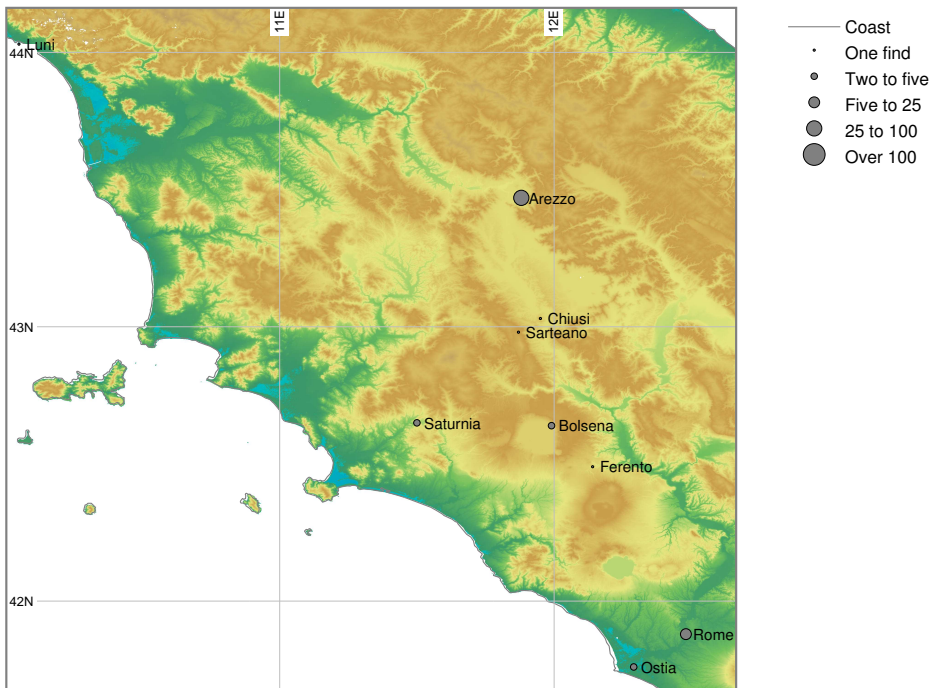 11E
12E
Luni
44N
Arezzo
Chiusi
43N
Sarteano
Saturnia
Bolsena
Ferento
42N
Rome
Ostia
Coast
One find
Two to five
Five to 25
25 to 100
Over 100